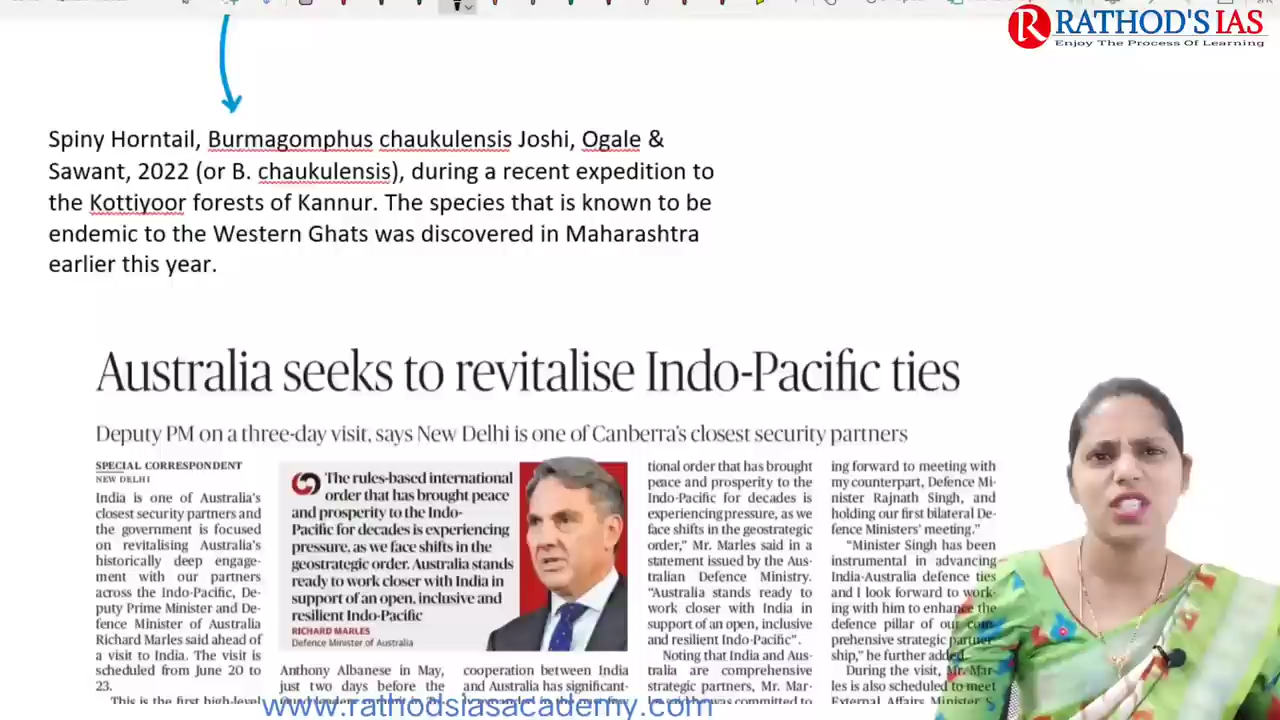 RATHOD'S IAS
Enjoy The Process Of Learning
Spiny Horntail, Burmagomphus chaukulensis Joshi, Ogale &
Sawant, 2022 (or B. chaukulensis), during a recent expedition to
the Kottiyoor forests of Kannur. The species that is known to be
endemic to the Western Ghats was discovered in Maharashtra
earlier this year.
Australia seeks to revitalise Indo-Pacific ties
Deputy PM on a three-day visit, says New Delhi is one of Canberra's closest security partners
SPECIAL CORRESPONDENT
NEW DELHI
India is one of Australia's
closest security partners and
the government is focused
on revitalising Australia's
historically deep engage-
ment with our partners
across the Indo-Pacific, De-
puty Prime Minister and De-
fence Minister of Australia
Richard Marles said ahead of
a visit to India. The visit is
scheduled from June 20 to
23.
This is the first high-level
The rules-based international
order that has brought peace
and prosperity to the Indo-
Pacific for decades is experiencing
pressure, as we face shifts in the
geostrategic order. Australia stands
ready to work closer with India in
support of an open, inclusive and
resilient Indo-Pacific
RICHARD MARLES
Defence Minister of Australia
Anthony Albanese in May,
just two days before the
cooperation between India
and Australia has significant-
tional order that has brought
peace and prosperity to the
Indo-Pacific for decades is
experiencing pressure, as we
face shifts in the geostrategic
order," Mr. Marles said in a
statement issued by the Aus-
tralian Defence Ministry.
"Australia stands ready to
work closer with India in
support of an open, inclusive
and resilient Indo-Pacific".
Noting that India and Aus-
tralia are comprehensive
strategic partners, Mr. Mar-
les said he was committed to
ing forward to meeting with
my counterpart, Defence Mi-
nister Rajnath Singh, and
holding our first bilateral De-
fence Ministers' meeting."
"Minister Singh has been
instrumental in advancing
India-Australia defence ties
and I look forward to work-
ing with him to enhance the
defence pillar of our com-
prehensive strategic partner-
ship," he further added.
During the visit, Mr. Mar-
les is also scheduled to meet
External Affairs Minister S.
www.rathodsiasacademy.com